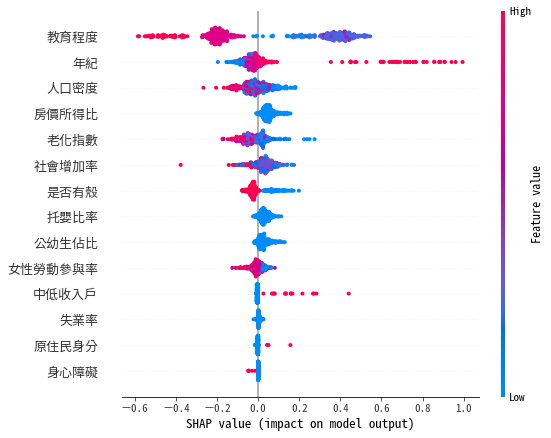 High
教育程度
年紀
人口密度
房價所得比
老化指數
社會增加率
是否有殼
托嬰比率
公幼生佔比
女性勞動參與率
中低收入戶
失業率
原住民身分
身心障礙
Feature value
Low
−0.6 −0.4 −0.2 0.0 0.2 0.4 0.6 0.8 1.0
SHAP value (impact on model output)